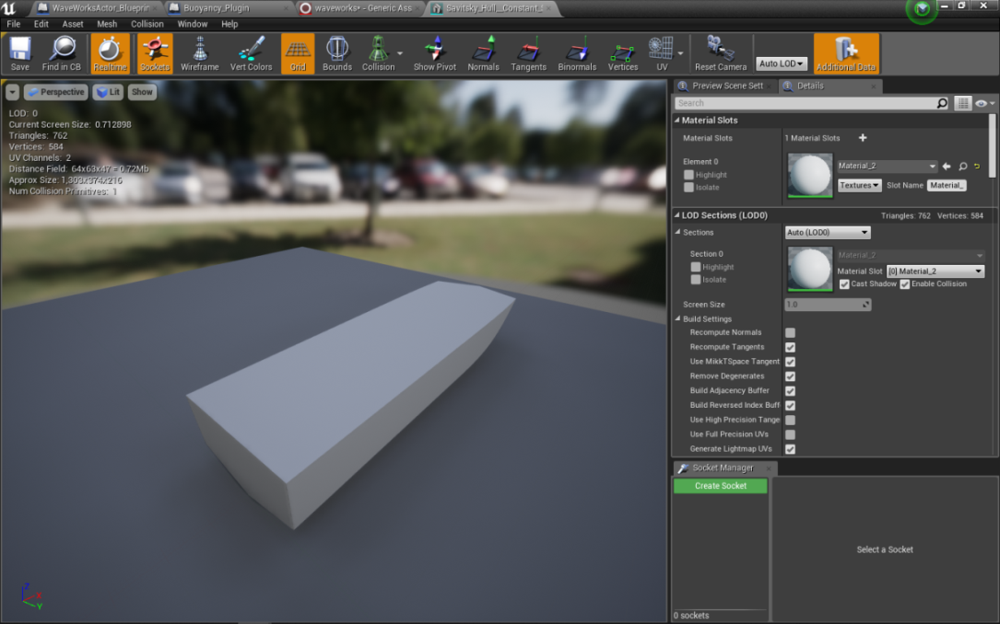 WaveWorksActor_Blueprin
Buoyancy_Plugin
waveworks* - Generic Ass
Savitsky_Hull,_Constant_
File Edit Asset Mesh Collision Window Help
Save Find in CB Realtime Sockets Wireframe Vert Colors Grid Bounds Collision Show Pivot Normals Tangents Binormals Vertices UV Reset Camera Auto LOD Additional Data
Perspective Lit Show
LOD: 0
Current Screen Size: 0.712898
Triangles: 762
Vertices: 584
UV Channels: 2
Distance Field: 64x63x47 = 0.72Mb
Approx Size: 1,303x374x216
Num Collision Primitives: 1
Z
X
Y
Preview Scene Sett Details
Search
Material Slots
Material Slots 1 Material Slots
Element 0
Highlight
Isolate
Material_2
Textures Slot Name Material_
LOD Sections (LOD0) Triangles: 762 Vertices: 584
Sections Auto (LOD0)
Section 0
Highlight
Isolate
Material_2
Material Slot [0] Material_2
Cast Shadow Enable Collision
Screen Size 1.0
Build Settings
Recompute Normals
Recompute Tangents
Use MikkTSpace Tangent
Remove Degenerates
Build Adjacency Buffer
Build Reversed Index Buff
Use High Precision Tange
Use Full Precision UVs
Generate Lightmap UVs
Socket Manager
Create Socket
Select a Socket
0 sockets